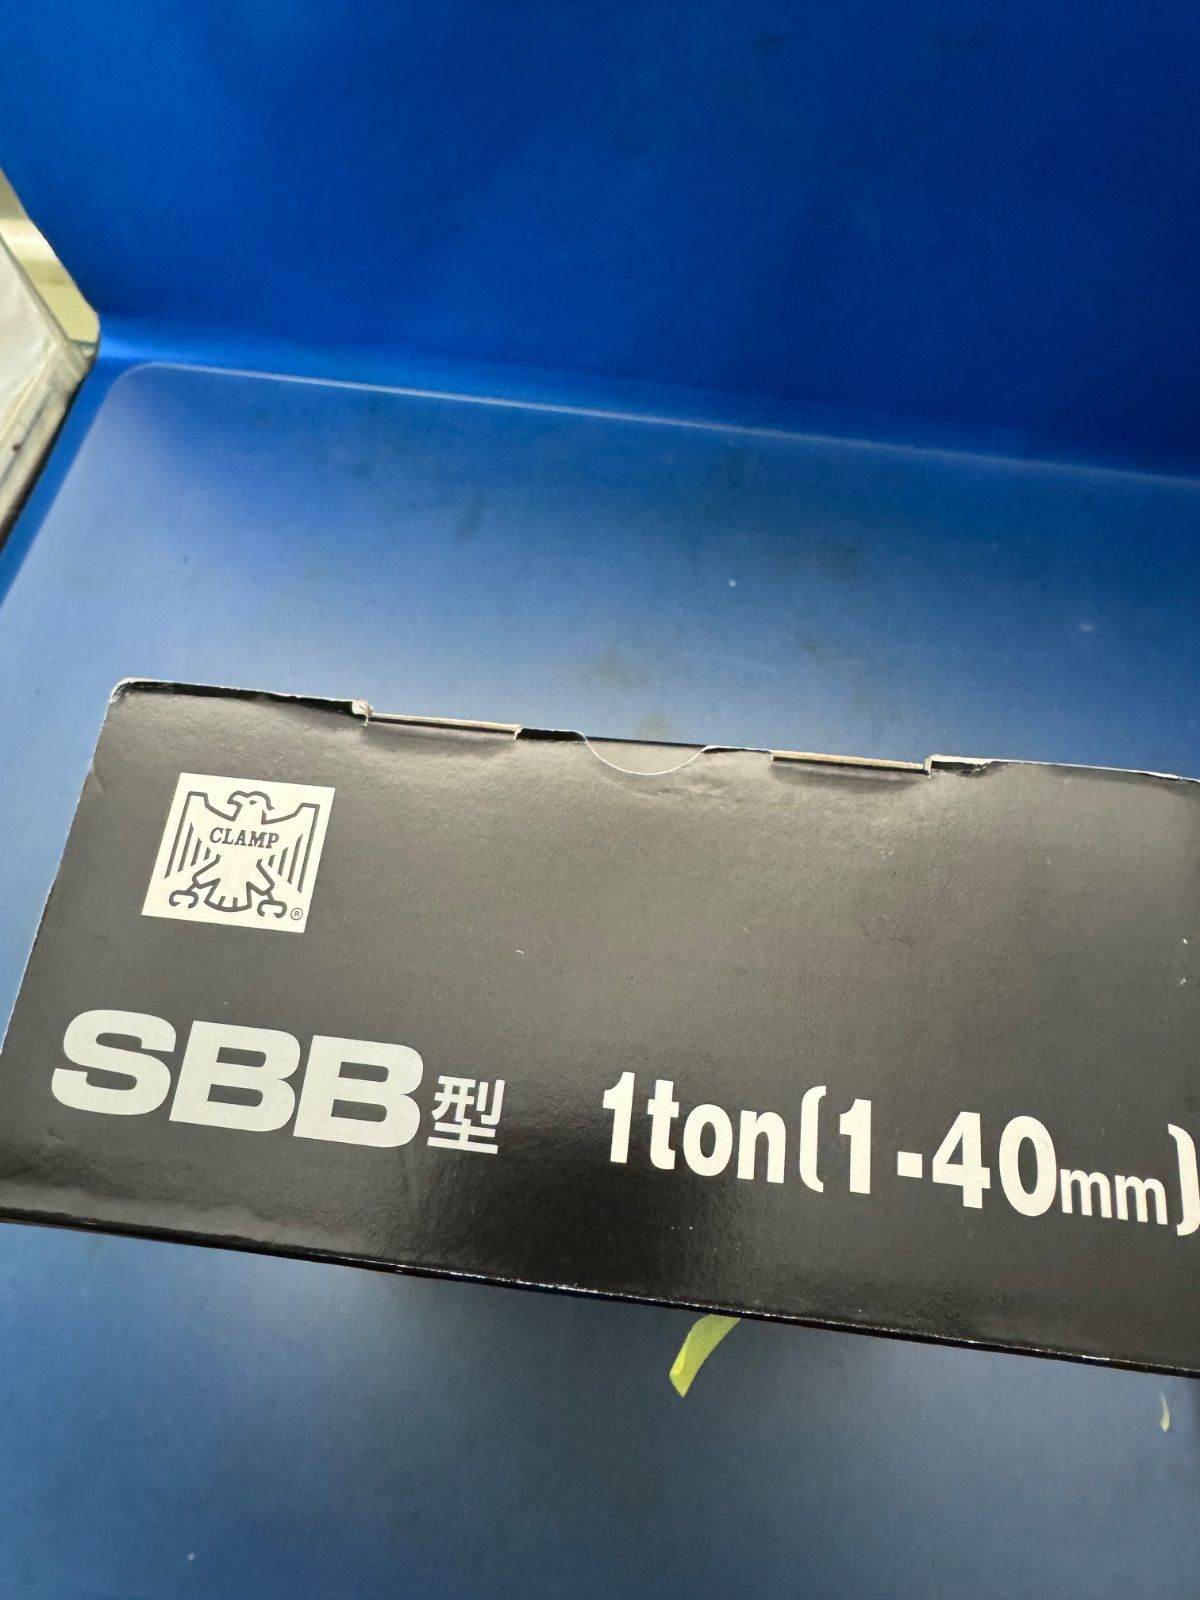 CLAMP
®
SBB型 1ton(1-40mm)